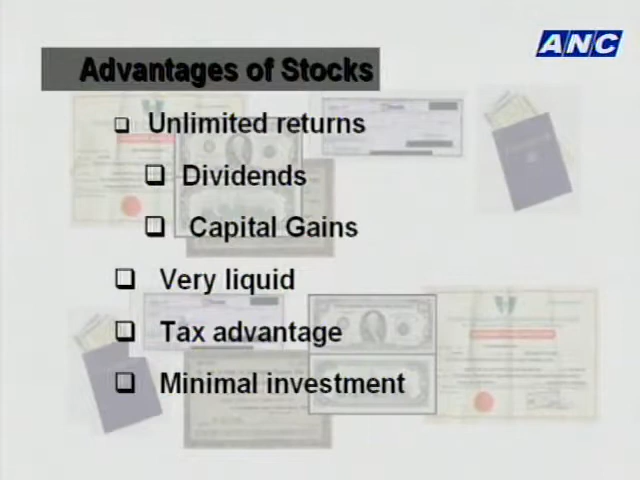 ANC
Advantages of Stocks
Unlimited returns
Dividends
Capital Gains
Very liquid
Tax advantage
Minimal investment